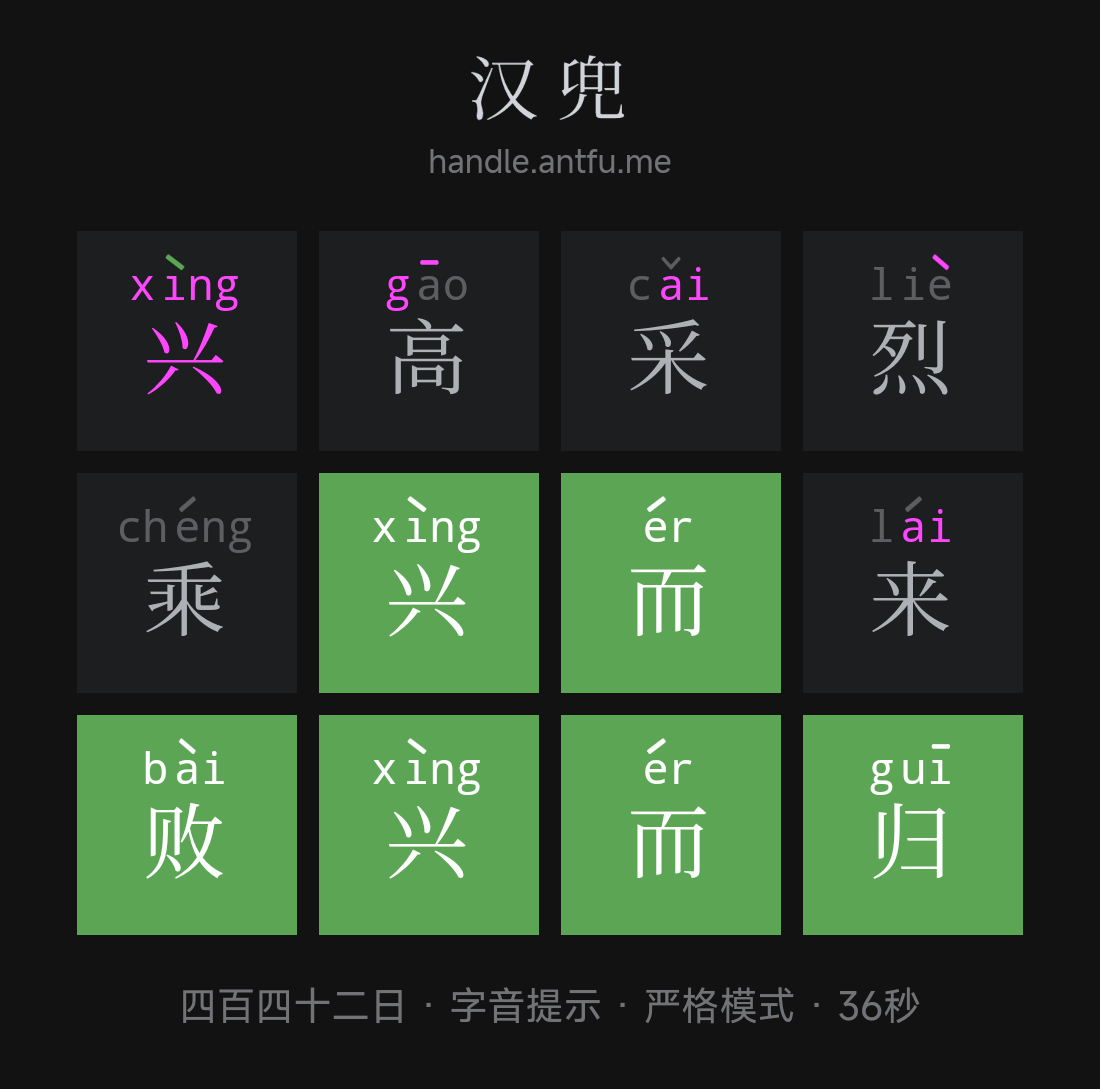 汉兜
handle.antfu.me
xìng gāo cǎi liè
兴 高 采 烈
chéng xìng ér lái
乘 兴 而 来
bài xìng ér guī
败 兴 而 归
四百四十二日 · 字音提示 · 严格模式 · 36秒